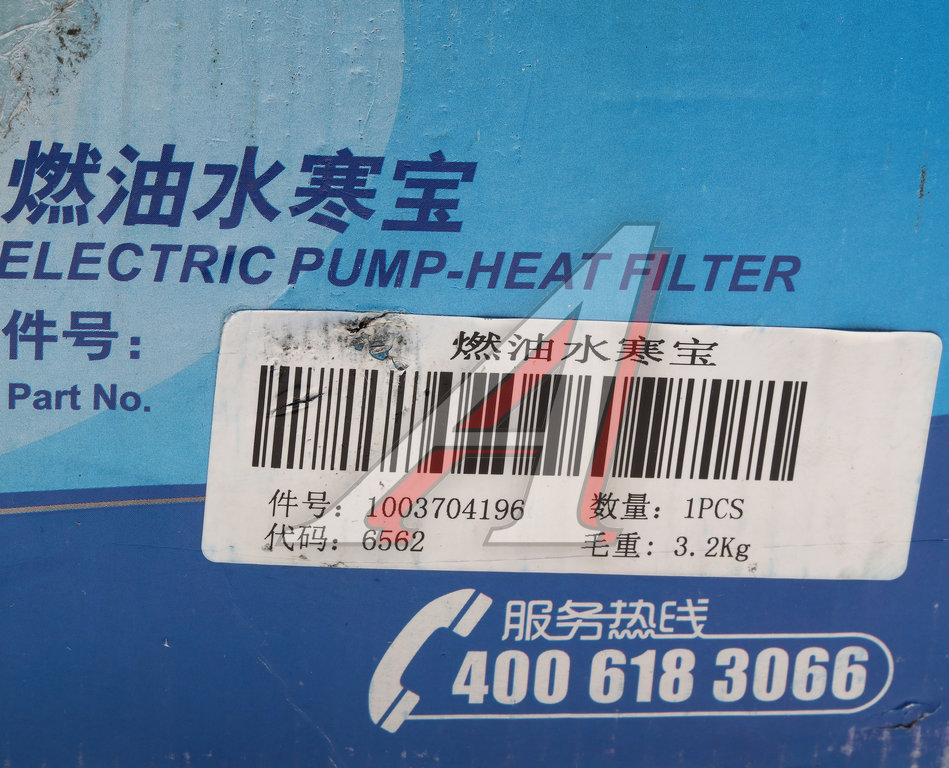 燃油水寒宝
ELECTRIC PUMP-HEAT FILTER
件号:
Part No.
燃油水寒宝
件号: 1003704196 数量: 1PCS
代码: 6562 毛重: 3.2Kg
服务热线
400 618 3066